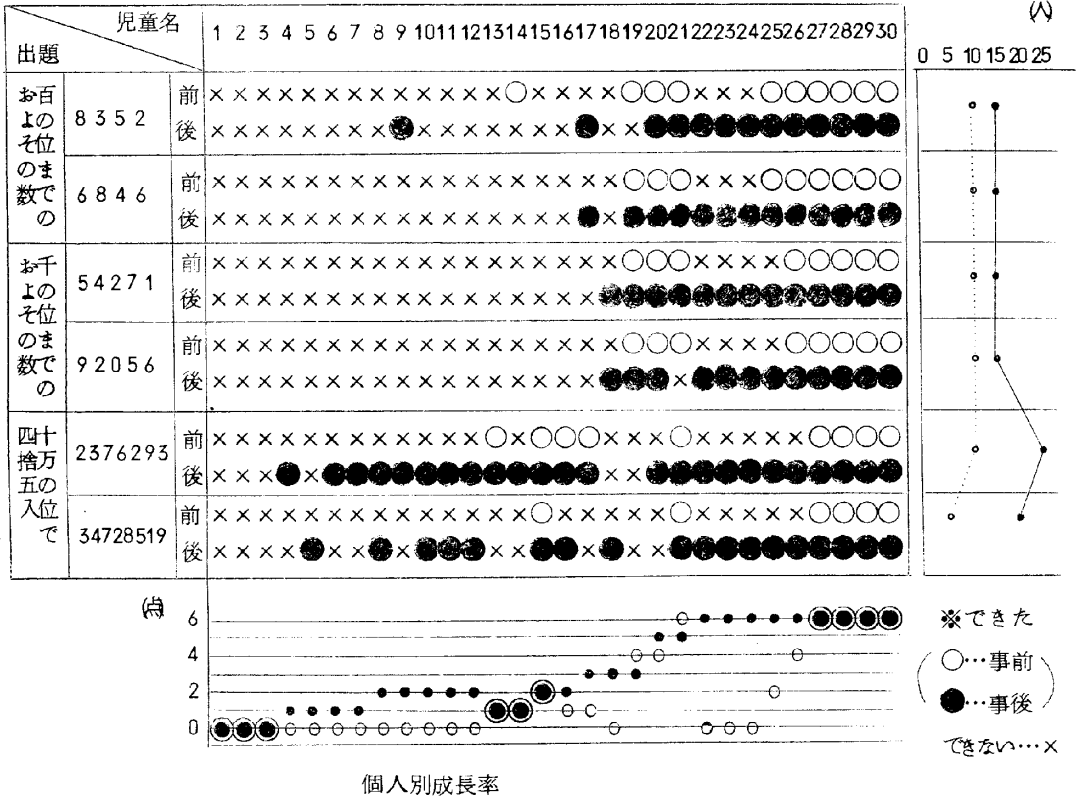 児童名
出題
1 2 3 4 5 6 7 8 9 10 11 12 13 14 15 16 17 18 19 20 21 22 23 24 25 26 27 28 29 30
(人)
0 5 10 15 20 25
百の位までの
およその数
8352
前 × × × × × × × × × × × × × ○ × × × × ○ ○ ○ × × × ○ ○ ○ ○ ○ ○
後 × × × × × × × × ● × × × × × × × ● × × ● ● ● ● ● ● ● ● ● ● ●
6846
前 × × × × × × × × × × × × × × × × × × ○ ○ ○ × × × ○ ○ ○ ○ ○ ○
後 × × × × × × × × × × × × × × × × ● × ● ● ● ● ● ● ● ● ● ● ● ●
千の位までの
およその数
54271
前 × × × × × × × × × × × × × × × × × × ○ ○ ○ × × × × ○ ○ ○ ○ ○
後 × × × × × × × × × × × × × × × × × ● ● ● ● ● ● ● ● ● ● ● ● ●
92056
前 × × × × × × × × × × × × × × × × × × ○ ○ ○ × × × × ○ ○ ○ ○ ○
後 × × × × × × × × × × × × × × × × × ● ● ● × ● ● ● ● ● ● ● ● ●
十万の位で
四捨五入
2376293
前 × × × × × × × × × × × × ○ × ○ ○ ○ × × × ○ × × × × × ○ ○ ○ ○
後 × × × ● × ● ● ● ● ● ● ● ● ● ● ● ● × × ● ● ● ● ● ● ● ● ● ● ●
34728519
前 × × × × × × × × × × × × × × ○ × × × × × ○ × × × × × ○ ○ ○ ○
後 × × × × ● × × ● × ● ● ● × × ● ● × ● × × ● ● ● ● ● ● ● ● ● ●
(点)
6
4
2
0
※できた
○…事前
●…事後
できない…×
個人別成長率